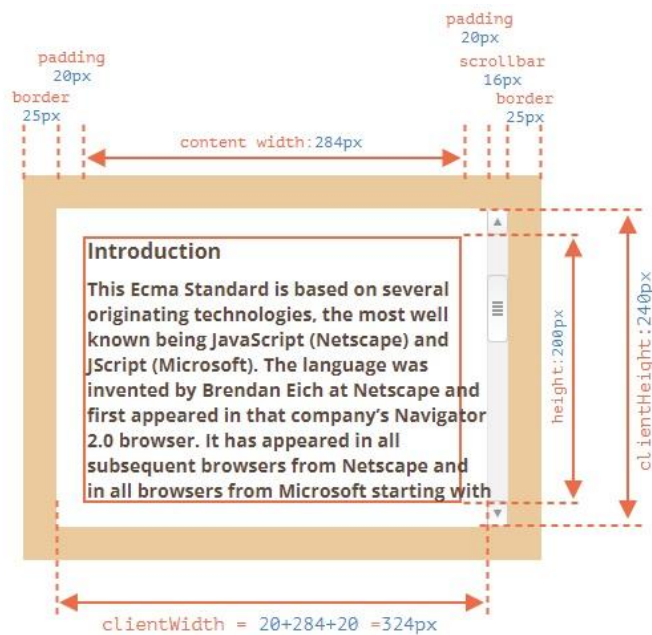 padding
20px
border
25px
padding
20px
scrollbar
16px
border
25px
content width:284px
Introduction
This Ecma Standard is based on several
originating technologies, the most well
known being JavaScript (Netscape) and
JScript (Microsoft). The language was
invented by Brendan Eich at Netscape and
first appeared in that company's Navigator
2.0 browser. It has appeared in all
subsequent browsers from Netscape and
in all browsers from Microsoft starting with
height:200px
clientHeight:240px
clientWidth = 20+284+20 =324px